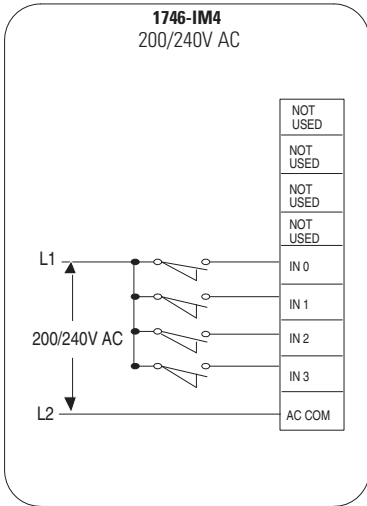 1746-IM4
200/240V AC
NOT
USED
NOT
USED
NOT
USED
NOT
USED
L1
IN 0
IN 1
200/240V AC
IN 2
IN 3
L2
AC COM